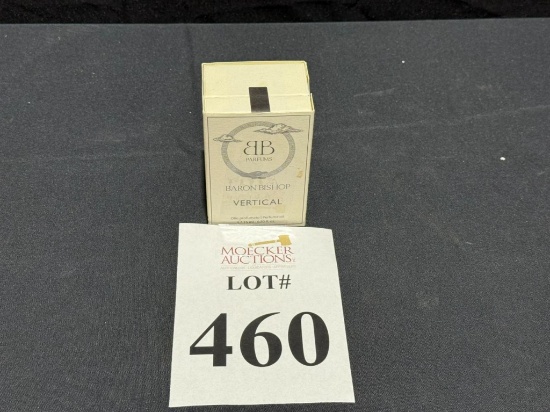 BB
PARFUMS
BARON BISHOP
VERTICAL
MOECKER
AUCTIONS
LOT#
460